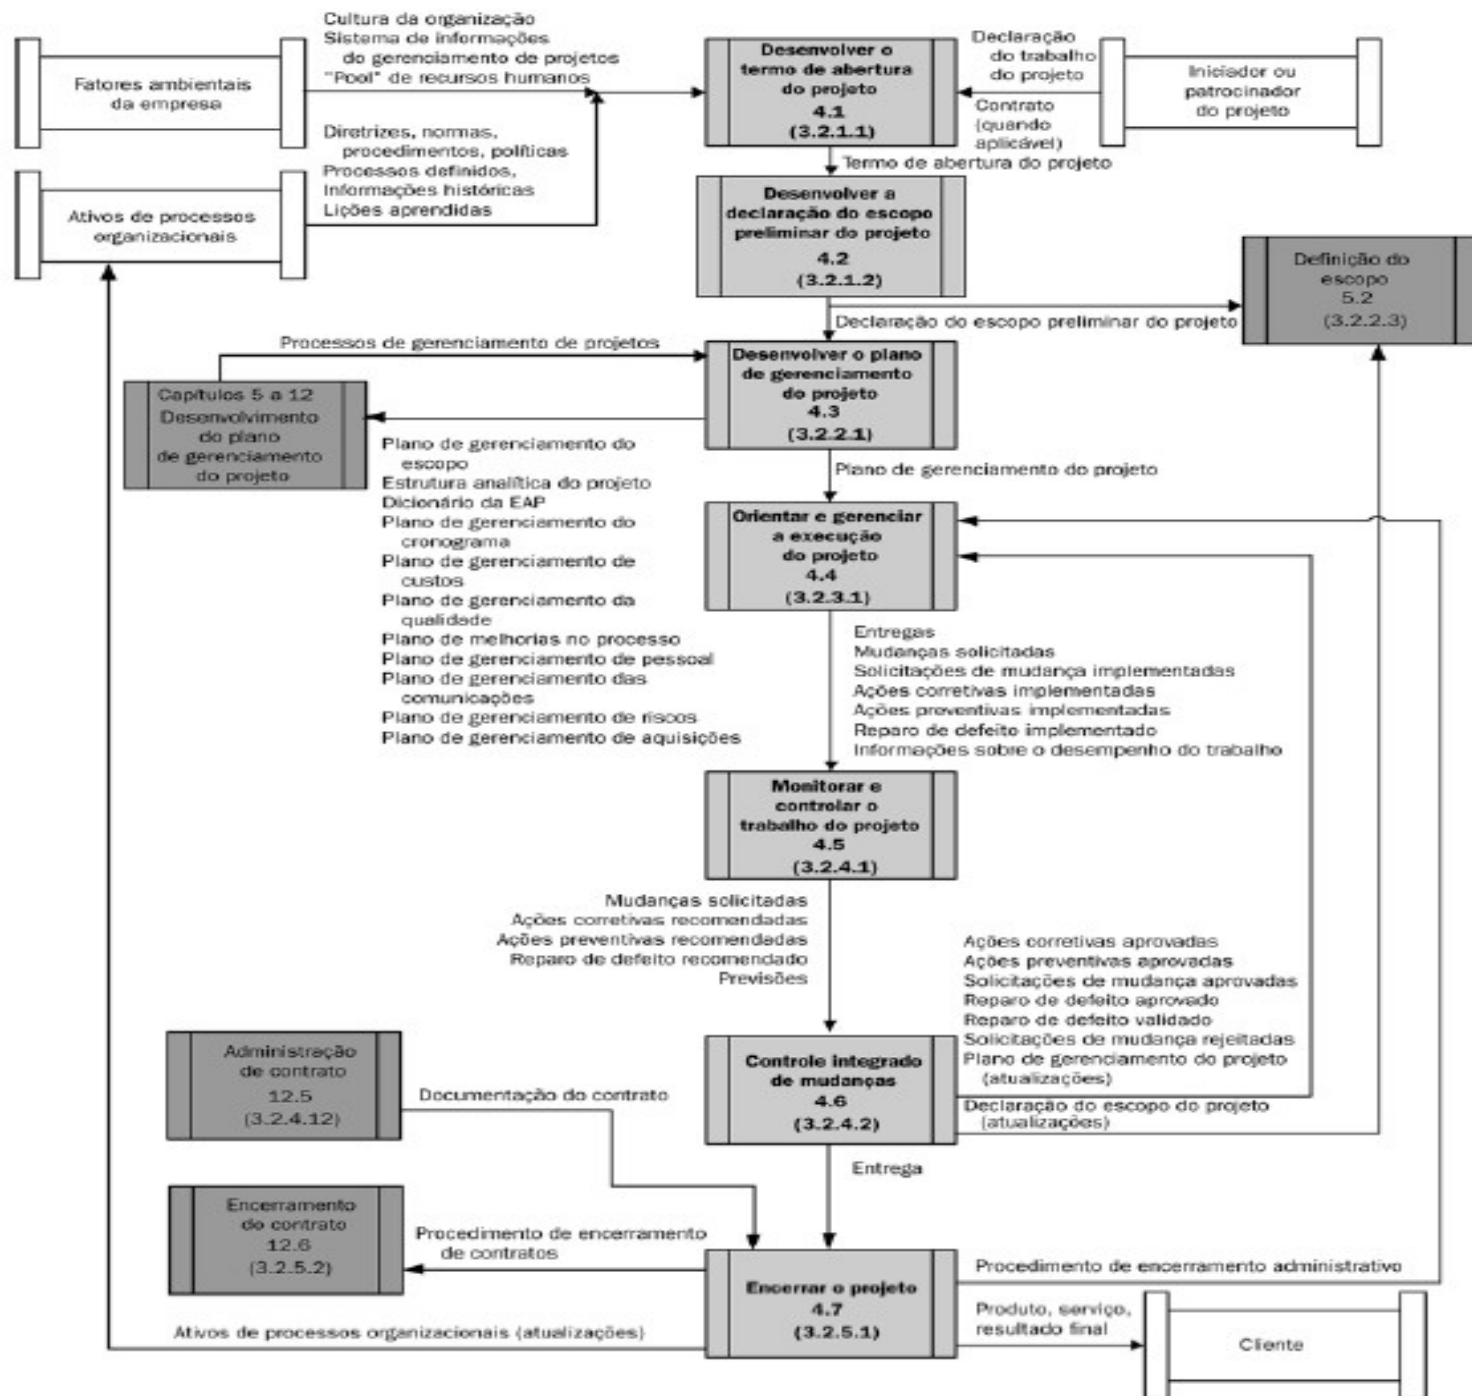 Cultura da organização
Sistema de informações
do gerenciamento de projetos
"Pool" de recursos humanos
Fatores ambientais
da empresa
Desenvolver o
termo de abertura
do projeto
4.1
(3.2.1.1)
Declaração
do trabalho
do projeto
Contrato
(quando
aplicável)
Iniciador ou
patrocinador
do projeto
Diretrizes, normas,
procedimentos, políticas
Processos definidos,
Informações históricas
Lições aprendidas
Ativos de processos
organizacionais
Termo de abertura do projeto
Desenvolver a
declaração do escopo
preliminar do projeto
4.2
(3.2.1.2)
Definição do
escopo
5.2
(3.2.2.3)
Declaração do escopo preliminar do projeto
Processos de gerenciamento de projetos
Desenvolver o plano
de gerenciamento
do projeto
4.3
(3.2.2.1)
Capítulos 5 a 12
Desenvolvimento
do plano
de gerenciamento
do projeto
Plano de gerenciamento do
escopo
Estrutura analítica do projeto
Dicionário da EAP
Plano de gerenciamento do
cronograma
Plano de gerenciamento de
custos
Plano de gerenciamento da
qualidade
Plano de melhorias no processo
Plano de gerenciamento de pessoal
Plano de gerenciamento das
comunicações
Plano de gerenciamento de riscos
Plano de gerenciamento de aquisições
Plano de gerenciamento do projeto
Orientar e gerenciar
a execução
do projeto
4.4
(3.2.3.1)
Entregas
Mudanças solicitadas
Solicitações de mudança implementadas
Ações corretivas implementadas
Ações preventivas implementadas
Reparo de defeito implementado
Informações sobre o desempenho do trabalho
Monitorar e
controlar o
trabalho do projeto
4.5
(3.2.4.1)
Mudanças solicitadas
Ações corretivas recomendadas
Ações preventivas recomendadas
Reparo de defeito recomendado
Previsões
Ações corretivas aprovadas
Ações preventivas aprovadas
Solicitações de mudança aprovadas
Reparo de defeito aprovado
Reparo de defeito validado
Solicitações de mudança rejeitadas
Plano de gerenciamento do projeto
(atualizações)
Declaração do escopo do projeto
(atualizações)
Controle integrado
de mudanças
4.6
(3.2.4.2)
Administração
de contrato
12.5
(3.2.4.12)
Documentação do contrato
Entrega
Encerramento
do contrato
12.6
(3.2.5.2)
Procedimento de encerramento
de contratos
Encerrar o projeto
4.7
(3.2.5.1)
Procedimento de encerramento administrativo
Produto, serviço,
resultado final
Cliente
Ativos de processos organizacionais (atualizações)